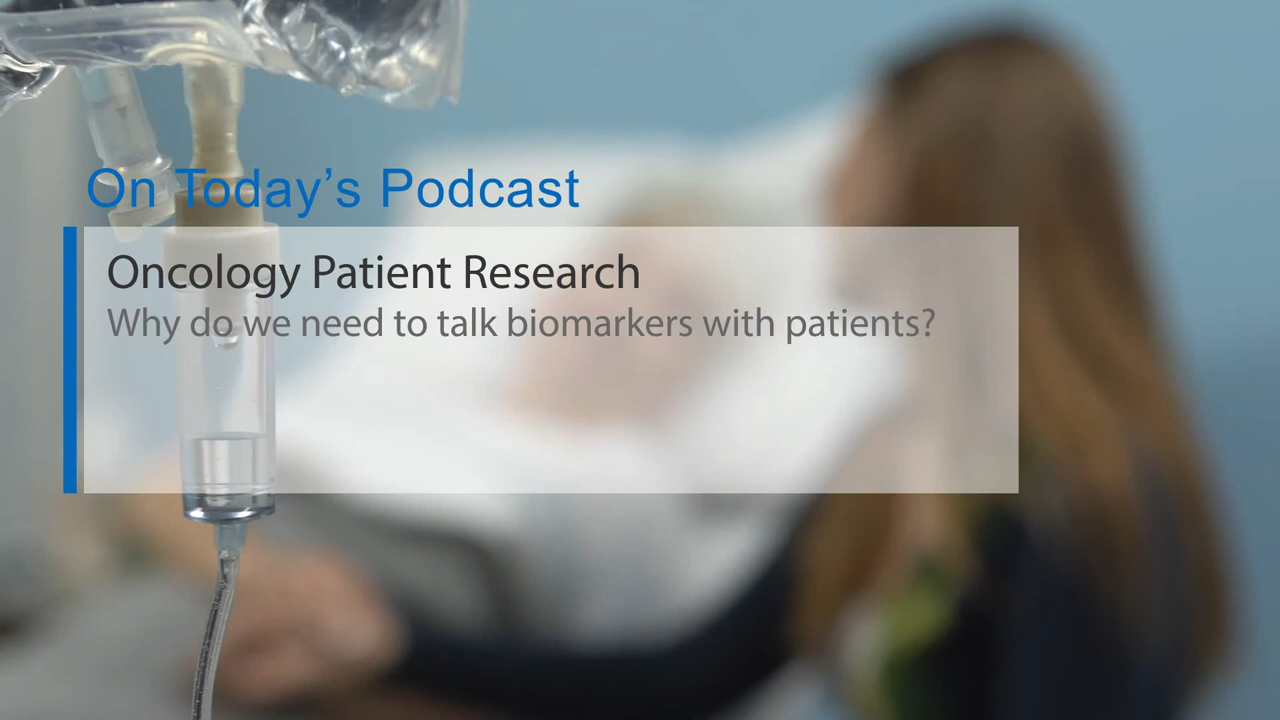 On Today’s Podcast
Oncology Patient Research
Why do we need to talk biomarkers with patients?